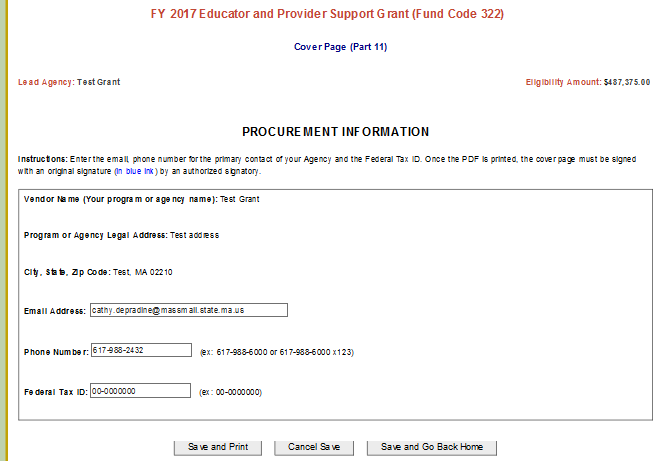 FY 2017 Educator and Provider Support Grant (Fund Code 322)
Cover Page (Part 11)
Lead Agency: Test Grant
Eligibility Amount: $487,375.00
PROCUREMENT INFORMATION
Instructions: Enter the email, phone number for the primary contact of your Agency and the Federal Tax ID. Once the PDF is printed, the cover page must be signed
with an original signature (in blue ink) by an authorized signatory.
Vendor Name (Your program or agency name): Test Grant
Program or Agency Legal Address: Test address
City, State, Zip Code: Test, MA 02210
Email Address: cathy.depradine@massmail.state.ma.us
Phone Number: 617-988-2432 (ex: 617-988-6000 or 617-988-6000 x123)
Federal Tax ID: 00-0000000 (ex: 00-0000000)
Save and Print Cancel Save Save and Go Back Home